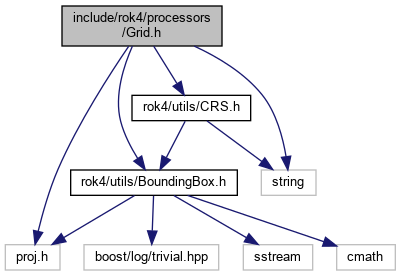 include/rok4/processors
/Grid.h
rok4/utils/CRS.h
rok4/utils/BoundingBox.h
string
proj.h
boost/log/trivial.hpp
sstream
cmath